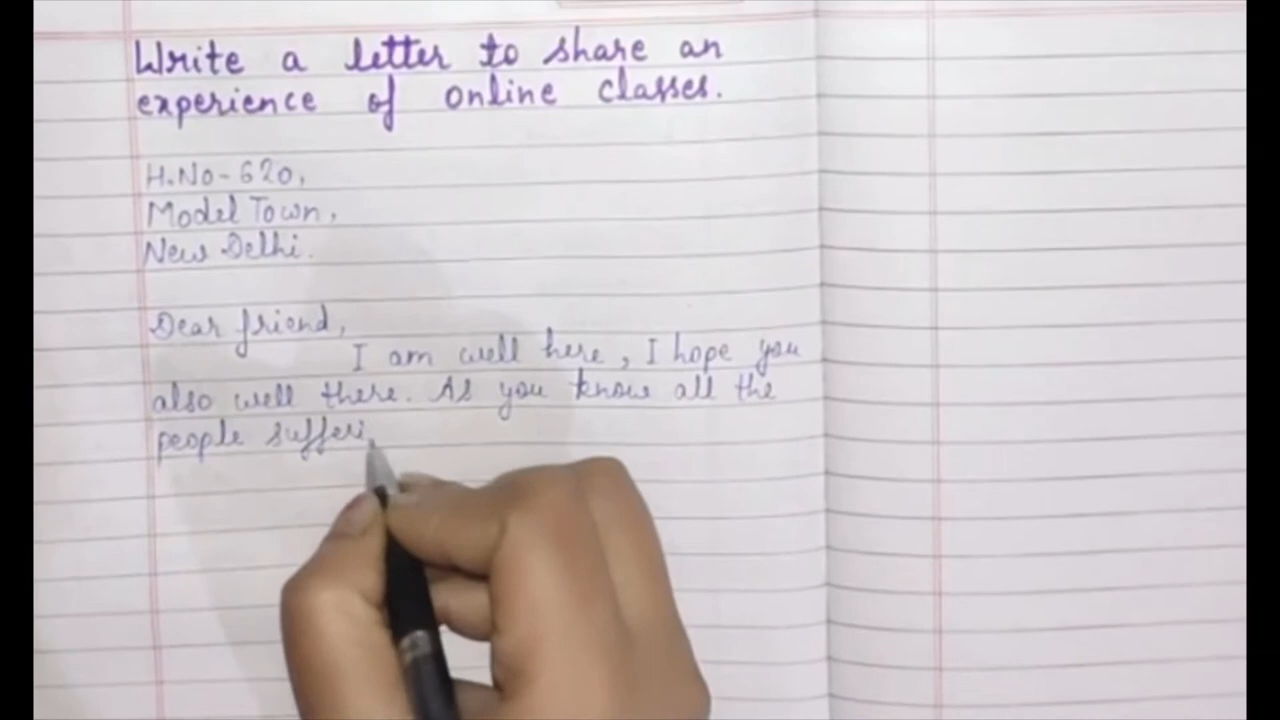 Write a letter to share an
experience of online classes.
H.No-620,
Model Town,
New Delhi.
Dear friend,
I am well here, I hope you
also well there. As you know all the
people sufferi